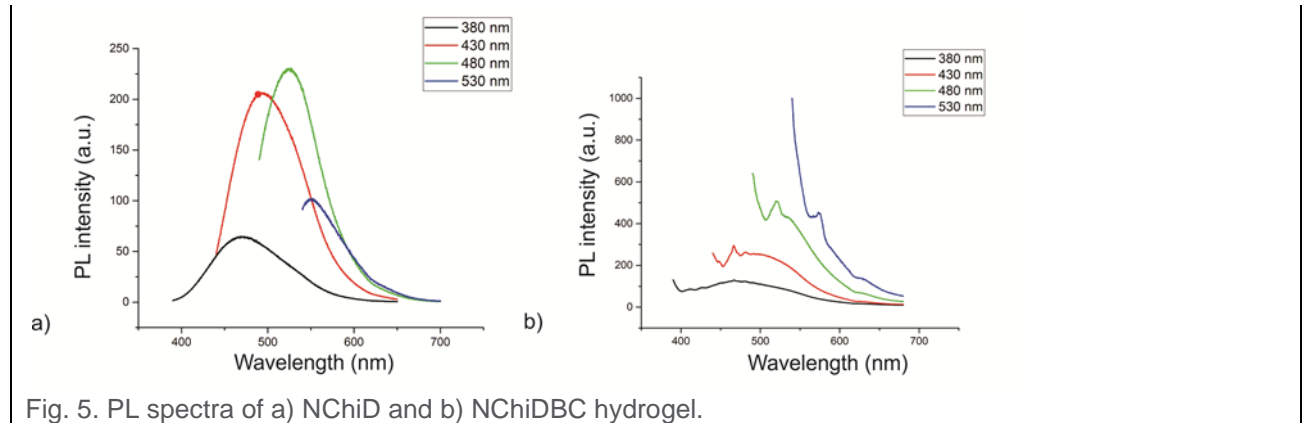 380 nm
430 nm
480 nm
530 nm
250
200
150
100
50
0
PL intensity (a.u.)
400 500 600 700
Wavelength (nm)
a)
380 nm
430 nm
480 nm
530 nm
1000
800
600
400
200
0
PL intensity (a.u.)
400 500 600 700
Wavelength (nm)
b)
Fig. 5. PL spectra of a) NChiD and b) NChiDBC hydrogel.